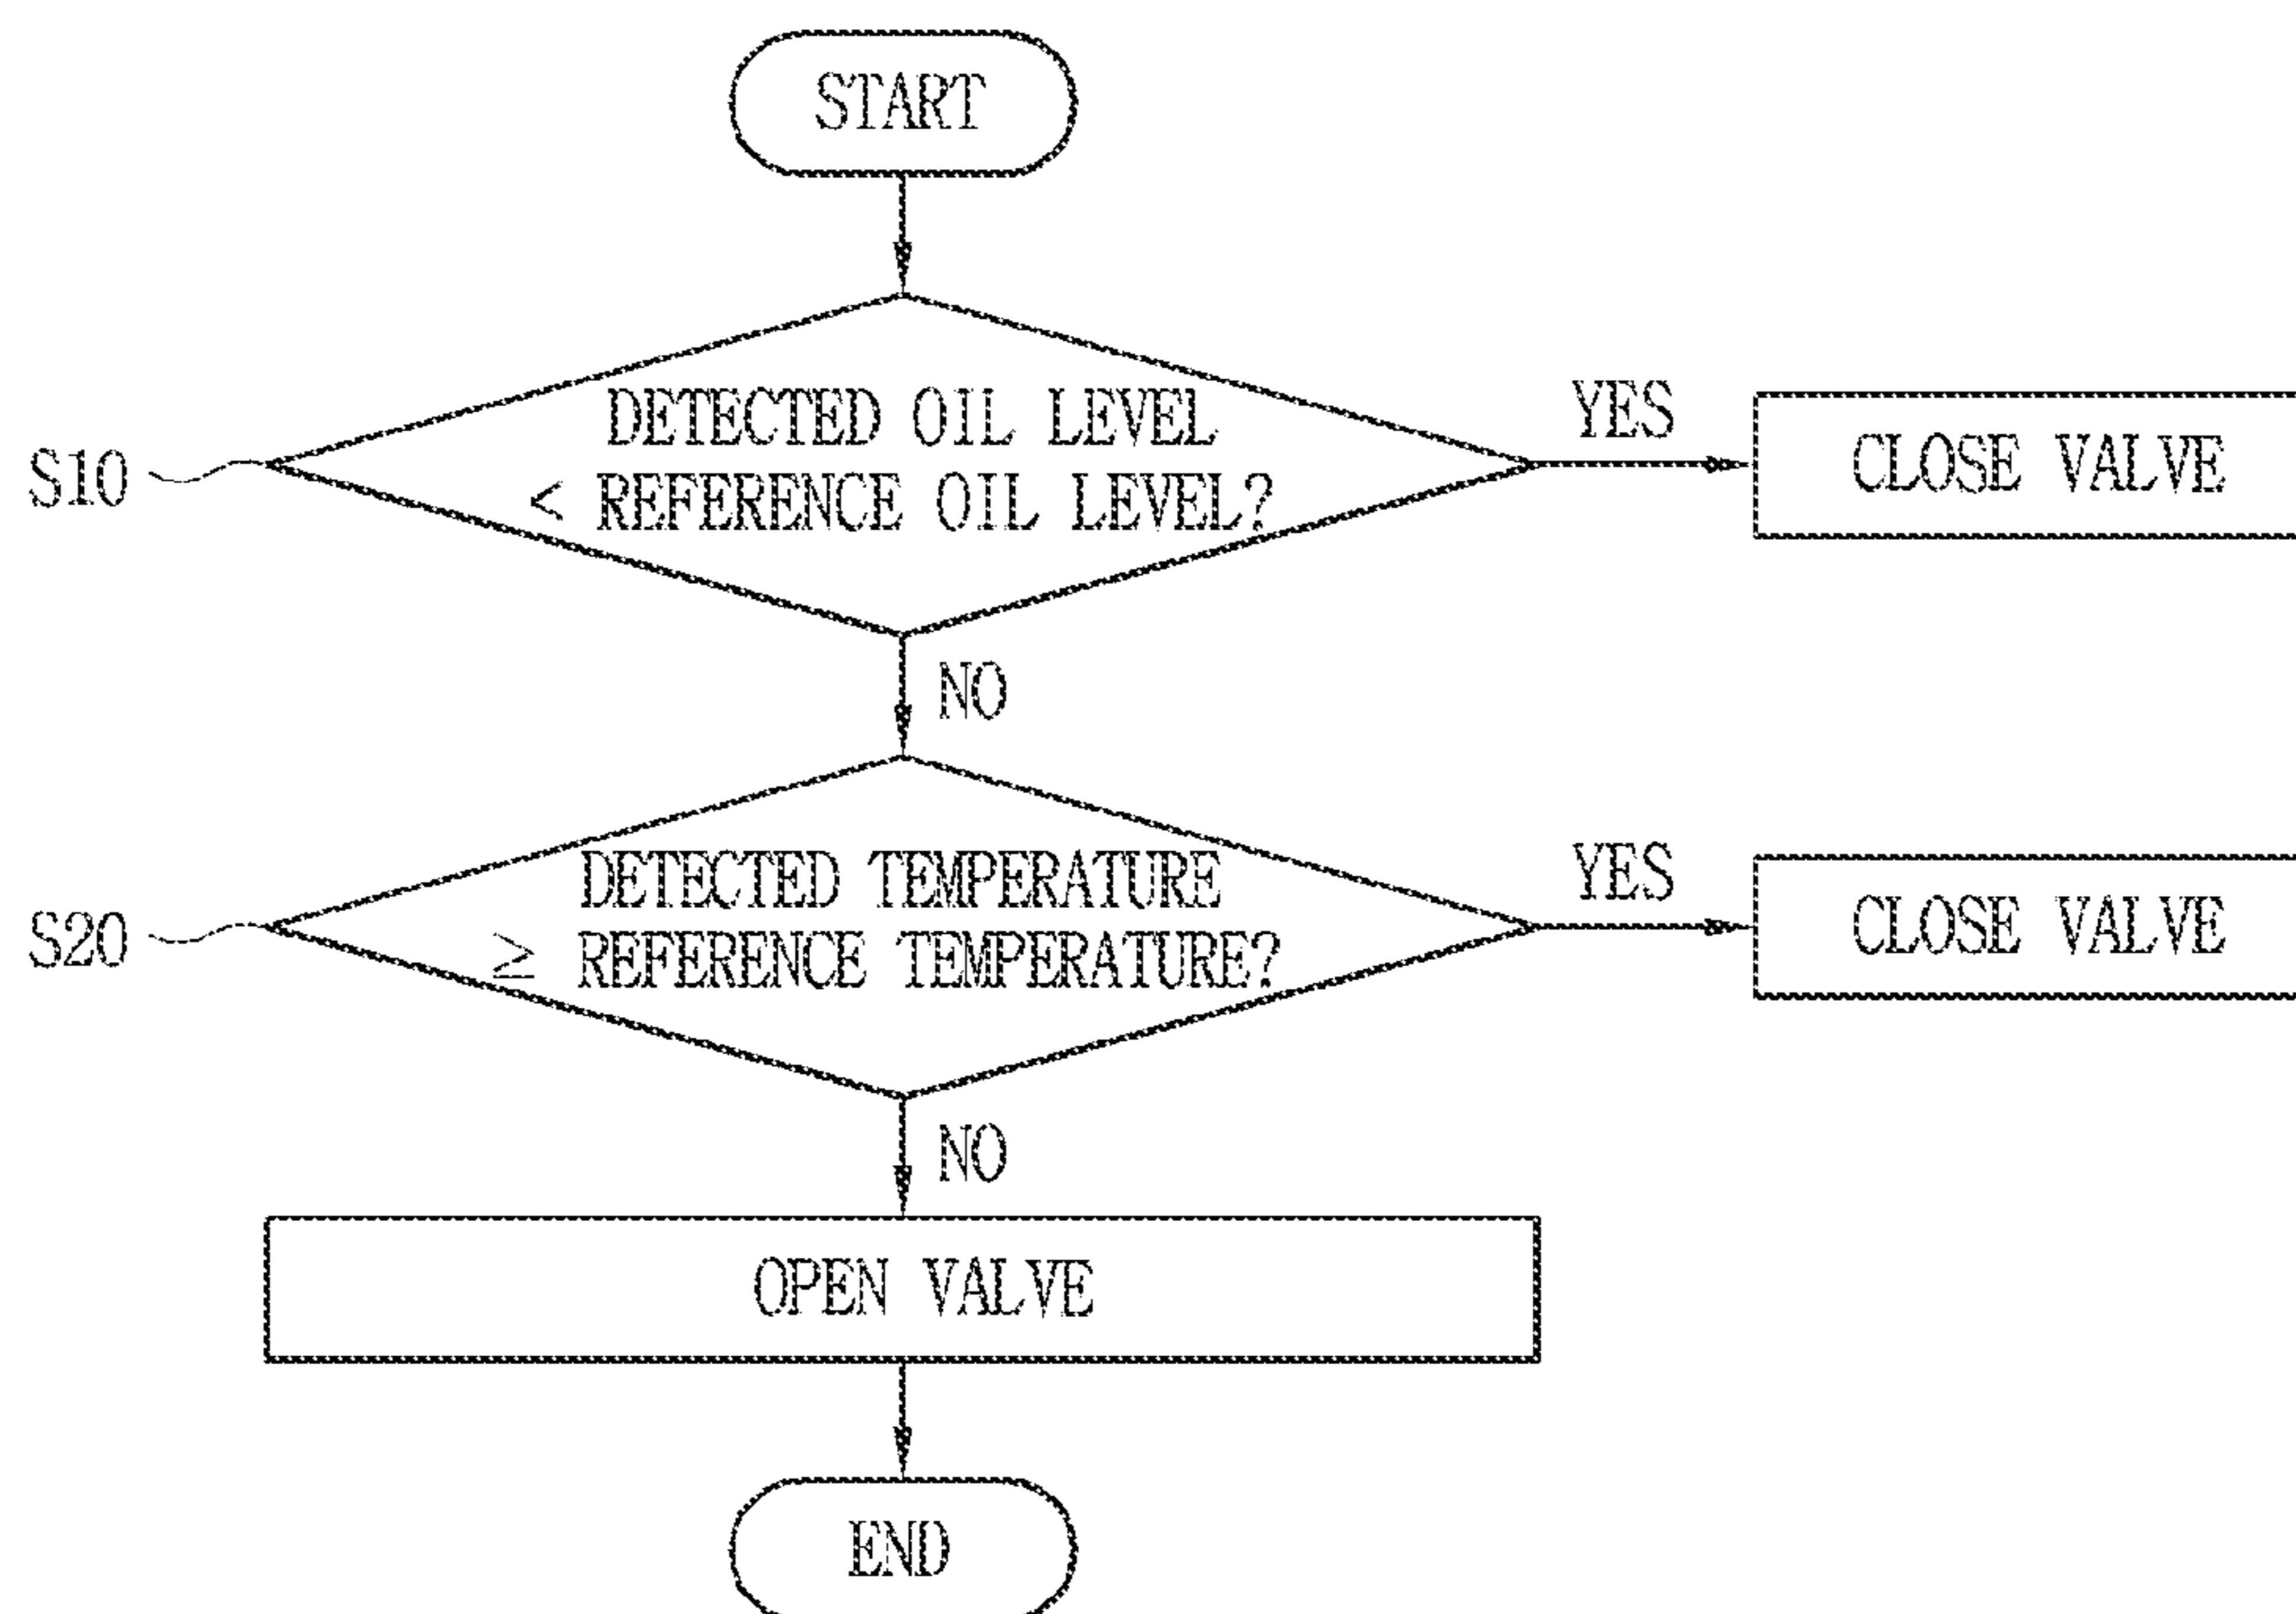 START
DETECTED OIL LEVEL
< REFERENCE OIL LEVEL?
YES
CLOSE VALVE
S10
NO
DETECTED TEMPERATURE
≥ REFERENCE TEMPERATURE?
YES
CLOSE VALVE
S20
NO
OPEN VALVE
END